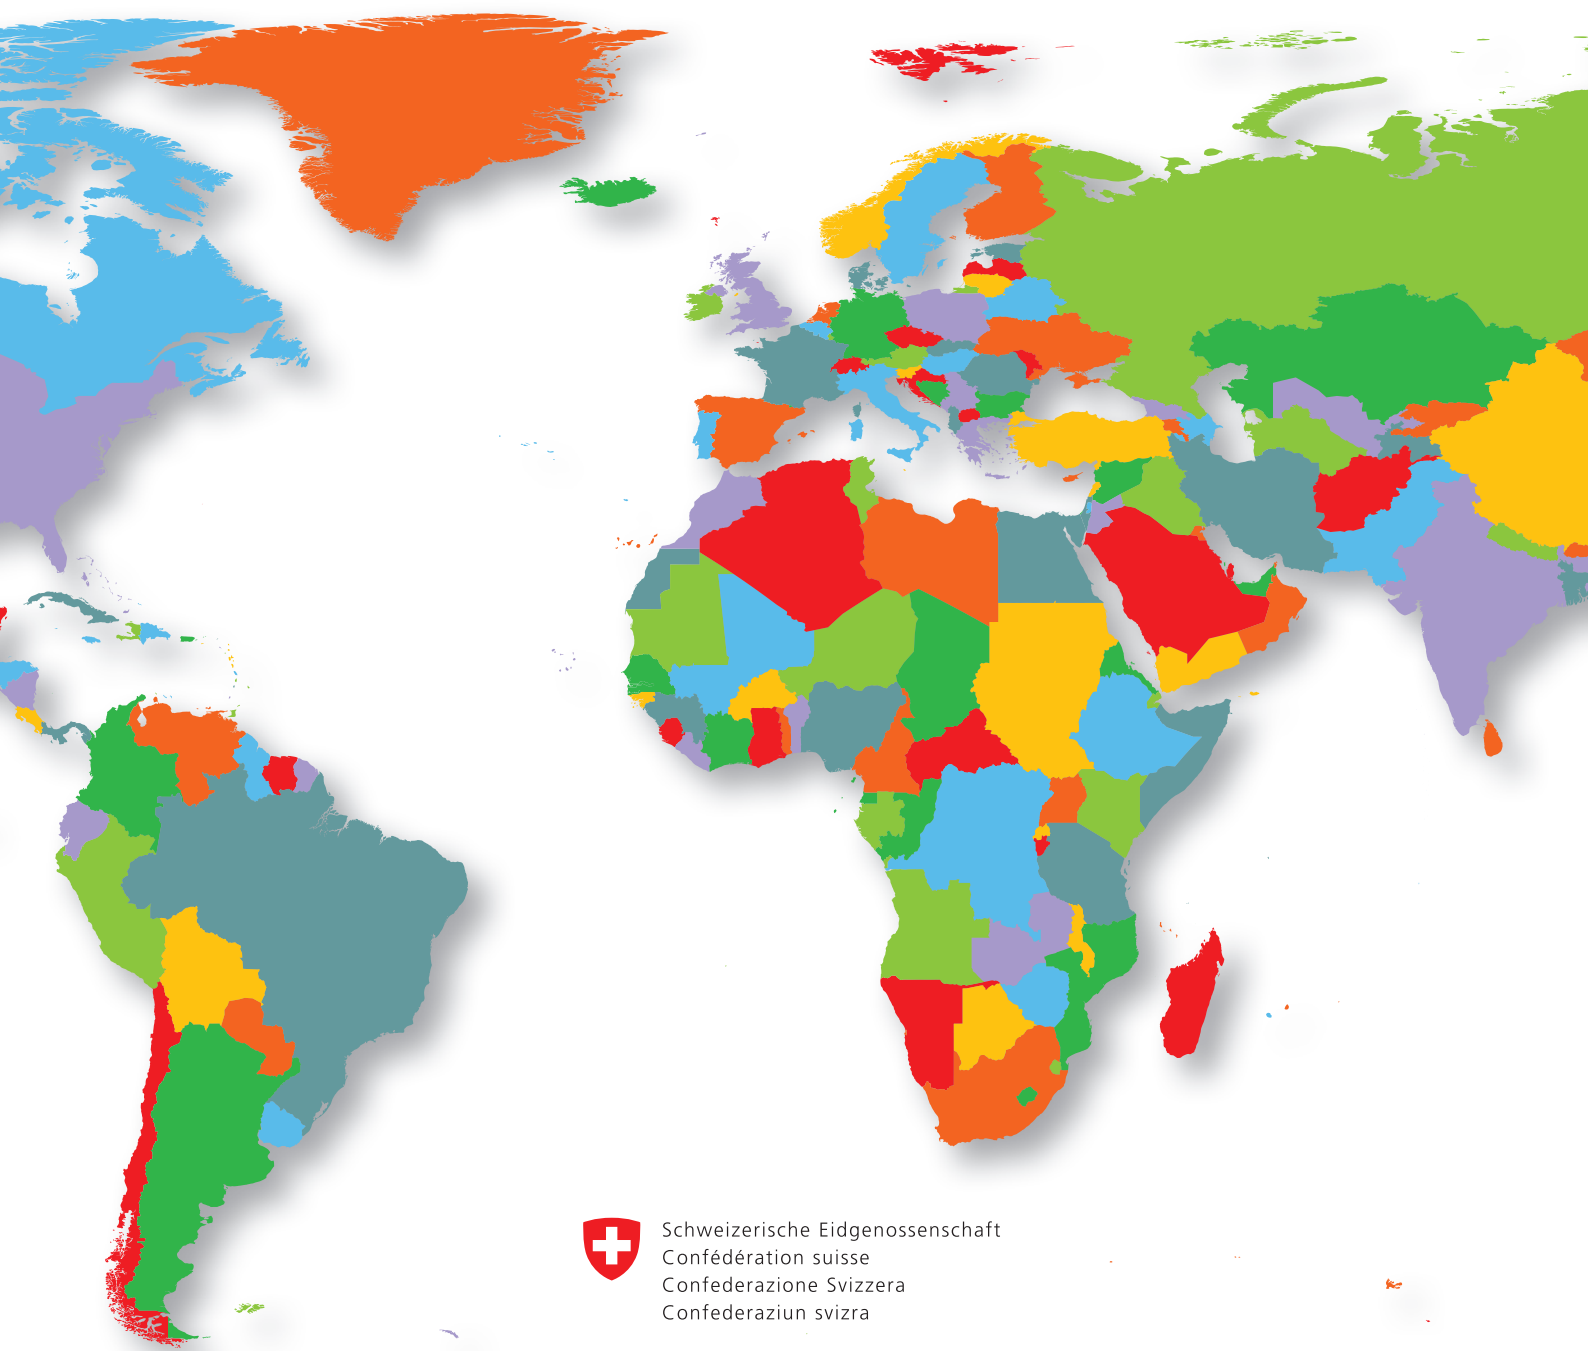 Schweizerische Eidgenossenschaft
Confédération suisse
Confederazione Svizzera
Confederaziun svizra